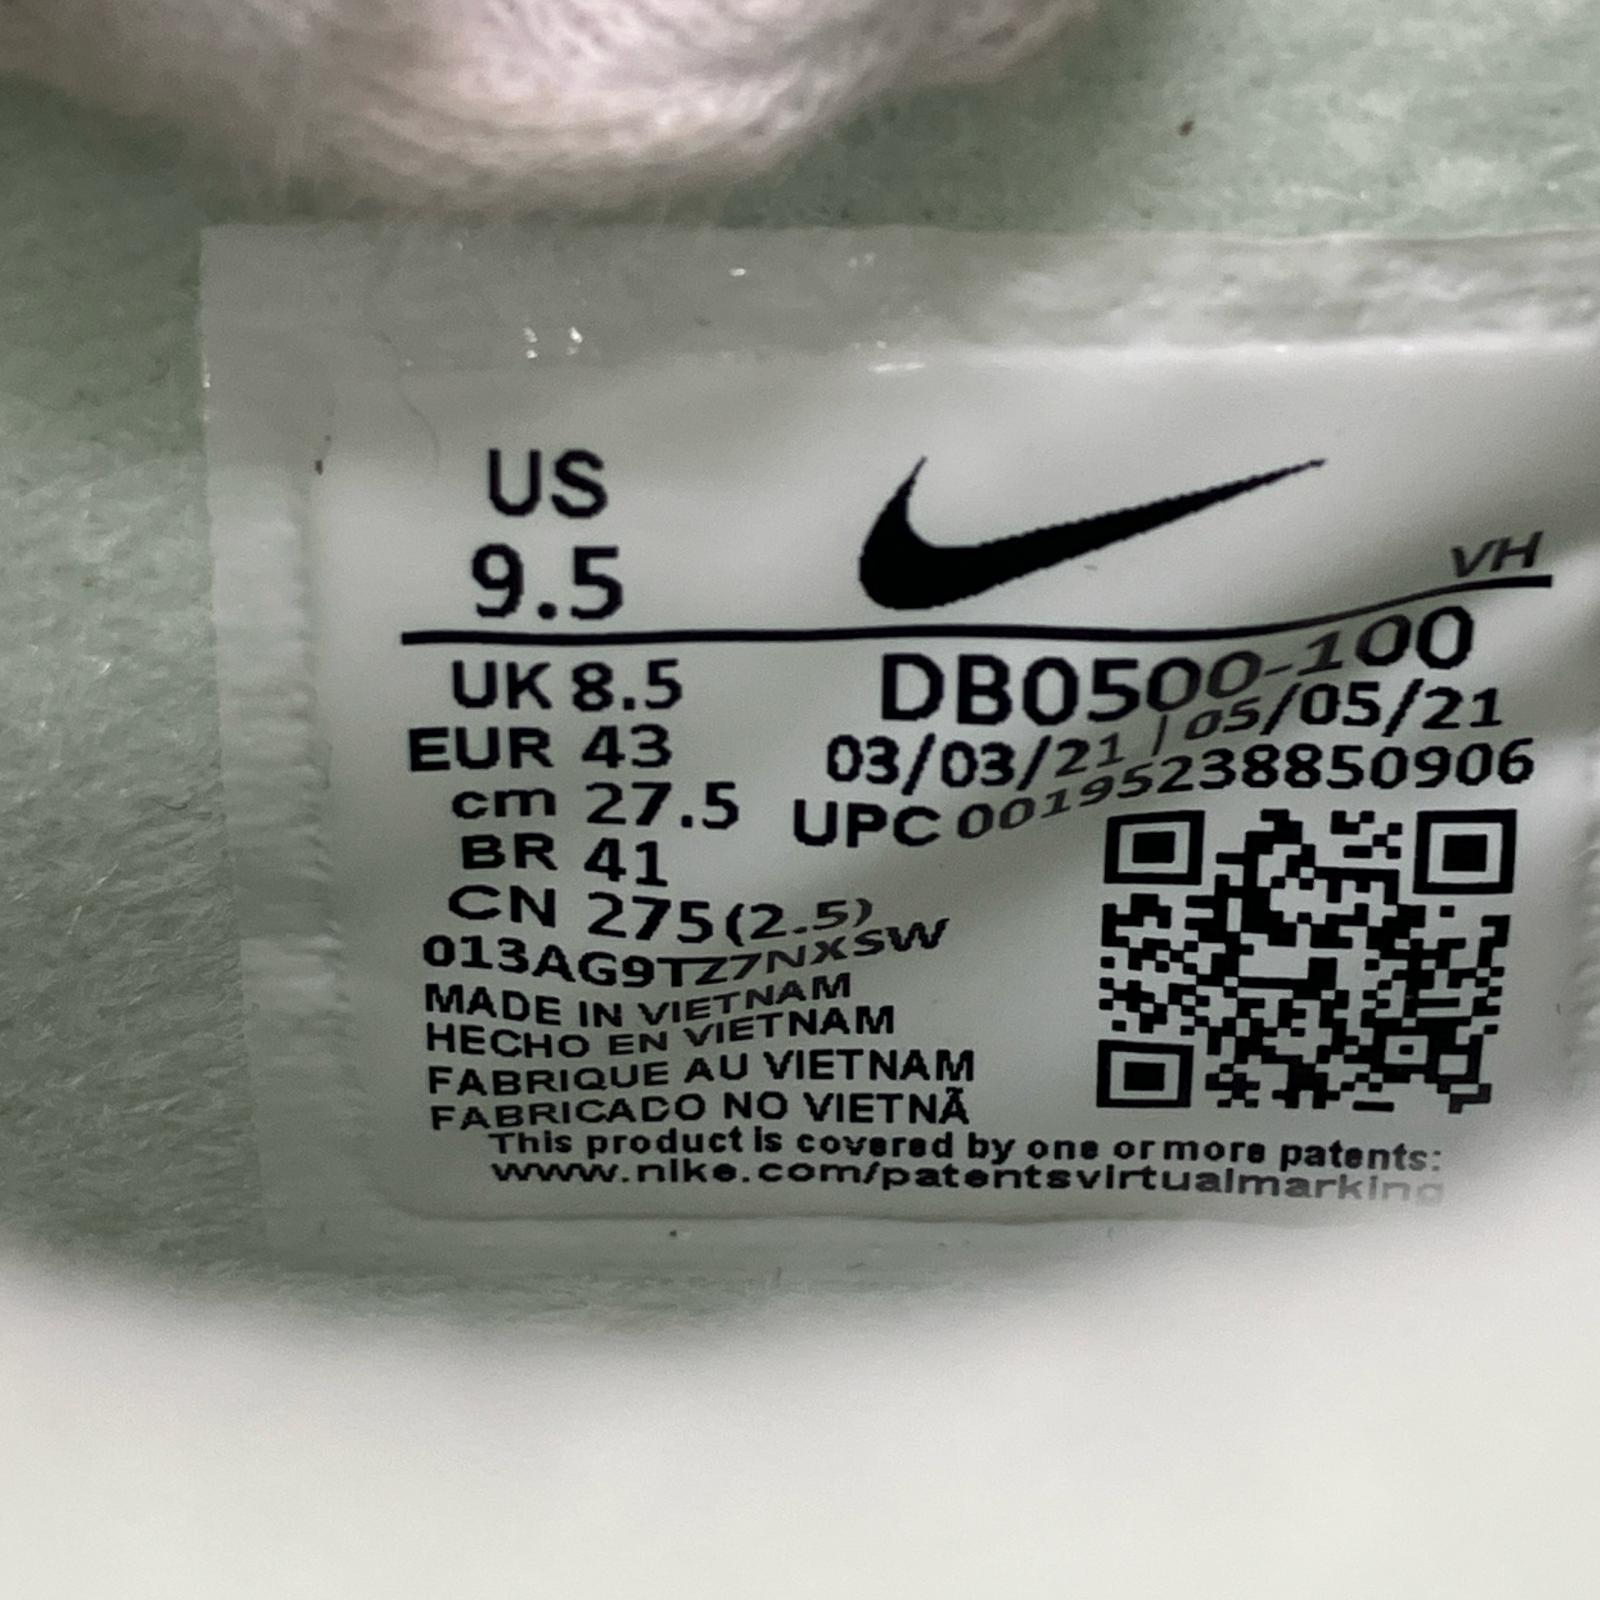 US
9.5
VH
UK 8.5
EUR 43
cm 27.5
BR 41
CN 275(2.5)
DB0500-100
03/03/21 | 05/05/21
UPC 00195238850906
013AG9TZ7NXSW
MADE IN VIETNAM
HECHO EN VIETNAM
FABRIQUE AU VIETNAM
FABRICADO NO VIETNÃ
This product is covered by one or more patents:
www.nike.com/patentsvirtualmarking